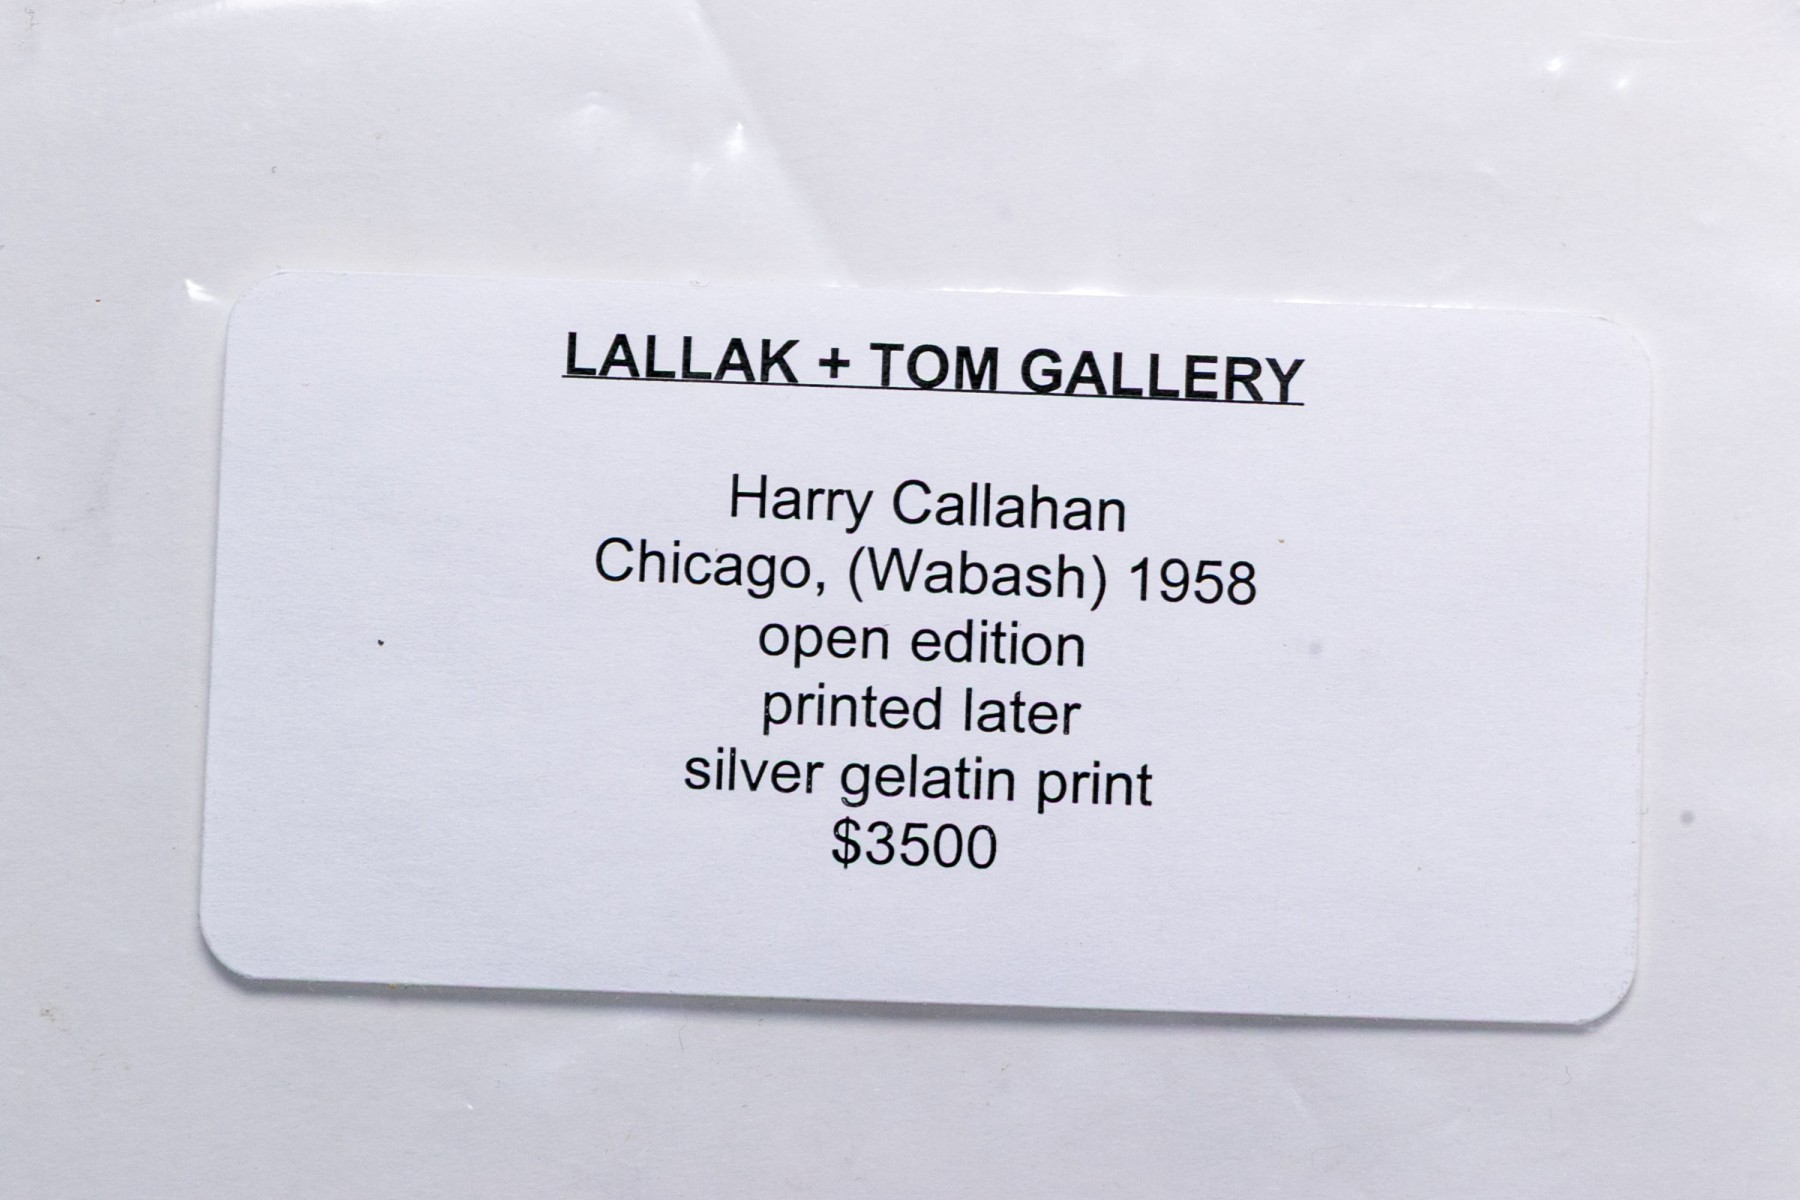 LALLAK + TOM GALLERY
Harry Callahan
Chicago, (Wabash) 1958
open edition
printed later
silver gelatin print
$3500